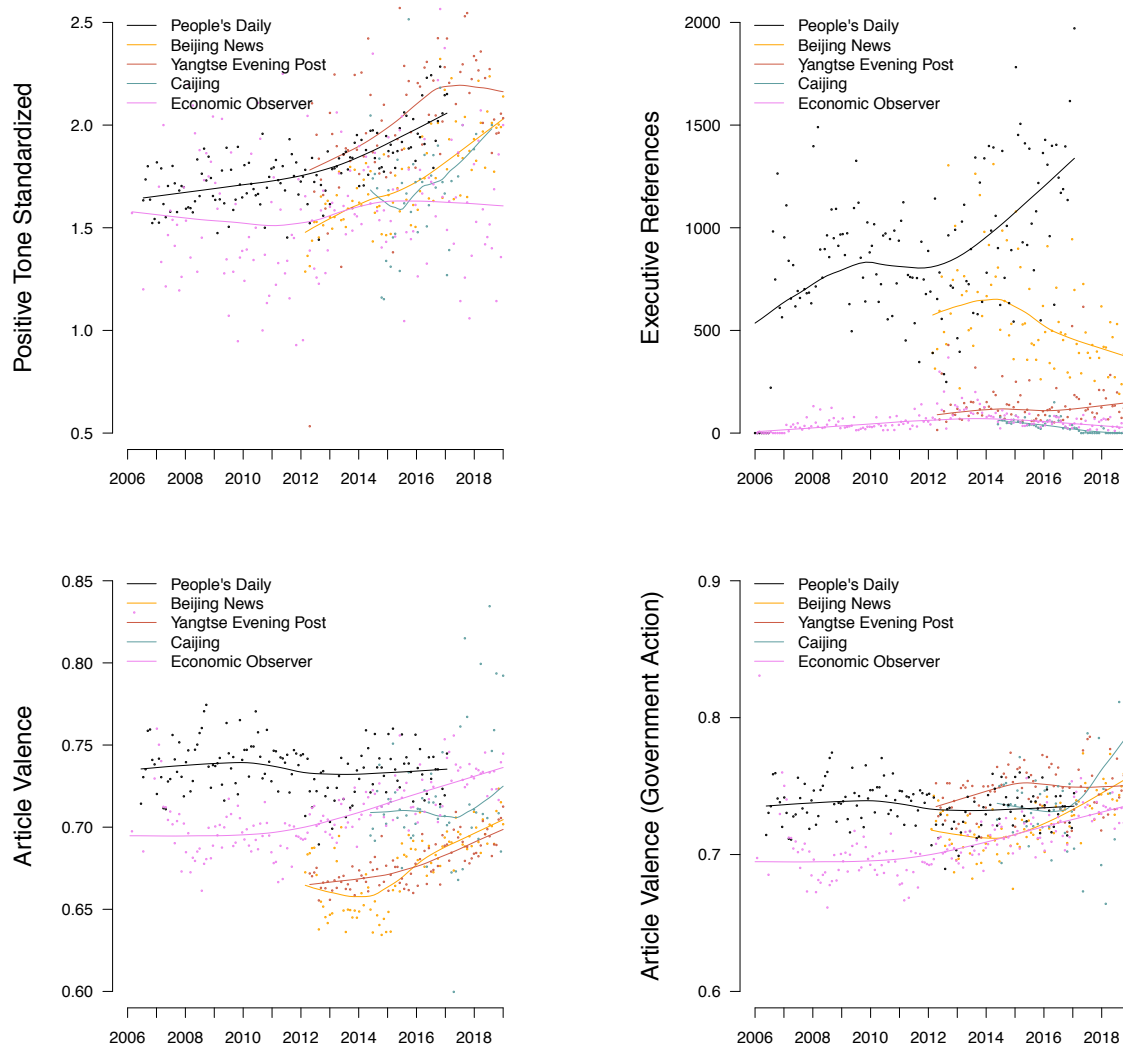 Positive Tone Standardized
2.5
2.0
1.5
1.0
0.5
People's Daily
Beijing News
Yangtse Evening Post
Caijing
Economic Observer
2006 2008 2010 2012 2014 2016 2018
Executive References
2000
1500
1000
500
0
People's Daily
Beijing News
Yangtse Evening Post
Caijing
Economic Observer
2006 2008 2010 2012 2014 2016 2018
Article Valence
0.85
0.80
0.75
0.70
0.65
0.60
People's Daily
Beijing News
Yangtse Evening Post
Caijing
Economic Observer
2006 2008 2010 2012 2014 2016 2018
Article Valence (Government Action)
0.9
0.8
0.7
0.6
People's Daily
Beijing News
Yangtse Evening Post
Caijing
Economic Observer
2006 2008 2010 2012 2014 2016 2018